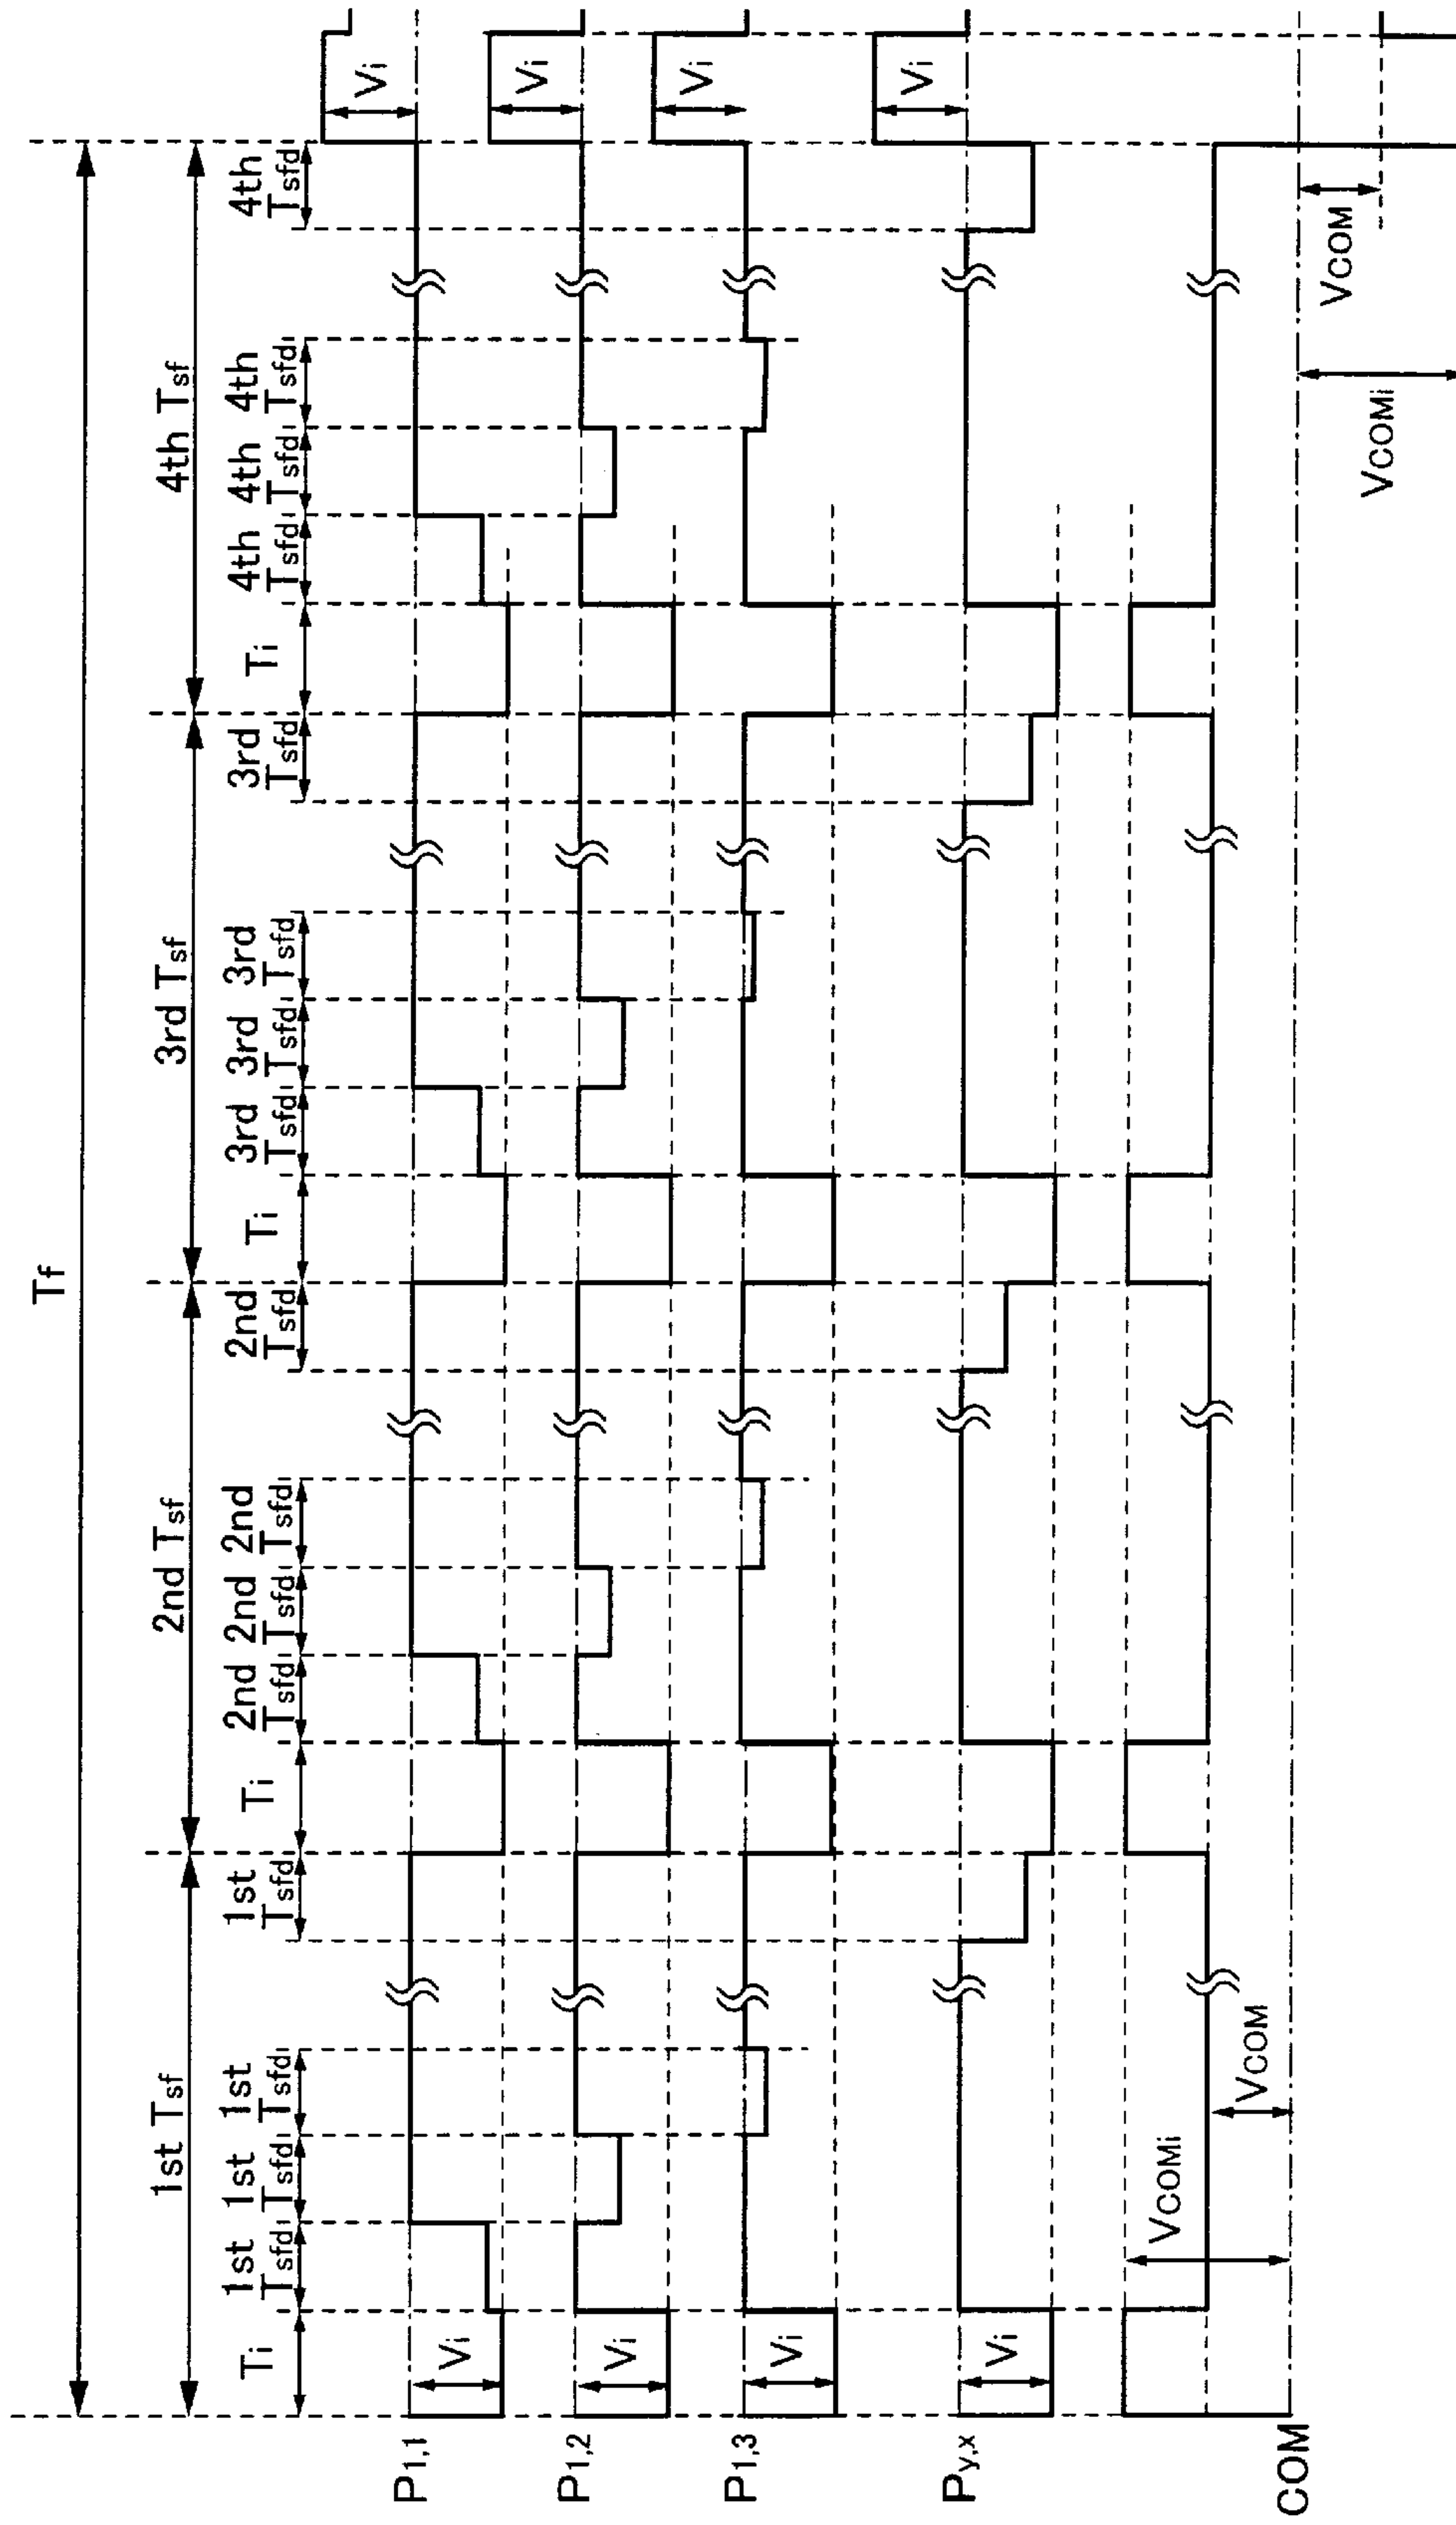 Tf
1st Tsf
2nd Tsf
3rd Tsf
4th Tsf
Ti
1st Tsfd
1st Tsfd
1st Tsfd
1st Tsfd
Ti
2nd Tsfd
2nd Tsfd
2nd Tsfd
2nd Tsfd
Ti
3rd Tsfd
3rd Tsfd
3rd Tsfd
3rd Tsfd
Ti
4th Tsfd
4th Tsfd
4th Tsfd
4th Tsfd
P1,1
Vi
Vi
P1,2
Vi
Vi
P1,3
Vi
Vi
Py,x
Vi
Vi
VCOMi
VCOM
COM
VCOMi
VCOM